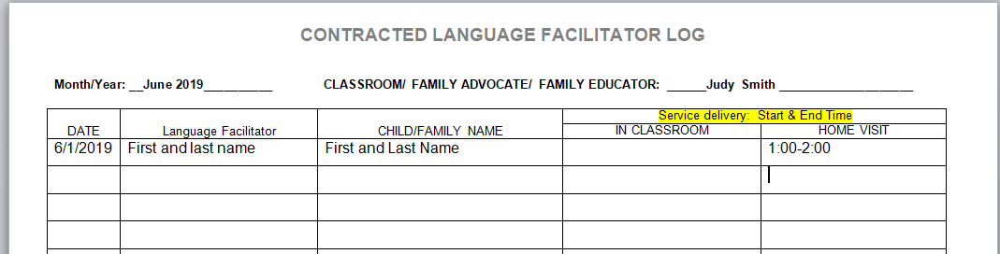 CONTRACTED LANGUAGE FACILITATOR LOG
Month/Year: __June 2019__________ CLASSROOM/ FAMILY ADVOCATE/ FAMILY EDUCATOR: ______Judy Smith ____________________
Service delivery: Start & End Time
DATE Language Facilitator CHILD/FAMILY NAME IN CLASSROOM HOME VISIT
6/1/2019 First and last name First and Last Name 1:00-2:00